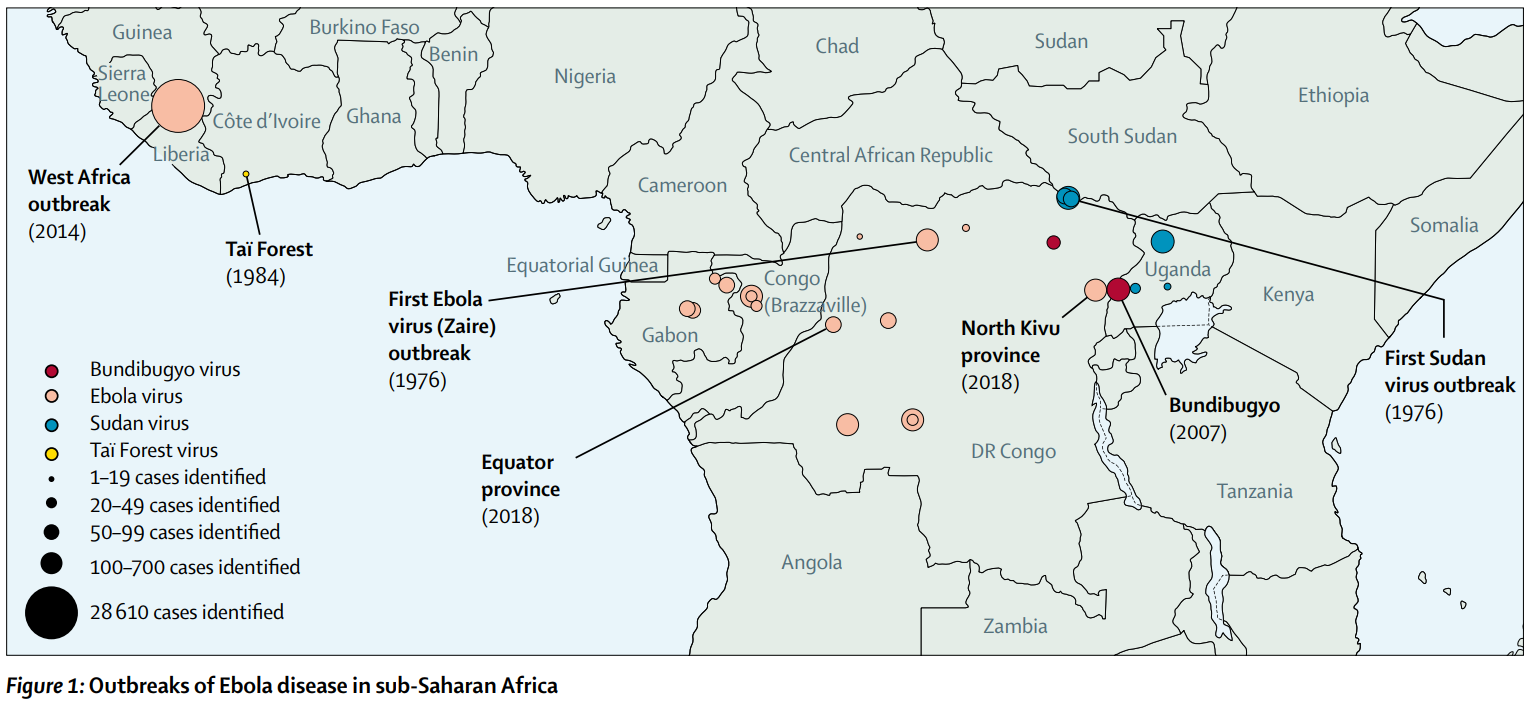 Guinea
Burkino Faso
Benin
Sierra
Leone
Côte d’Ivoire
Ghana
Liberia
Nigeria
Chad
Sudan
Ethiopia
South Sudan
Central African Republic
Cameroon
Somalia
Equatorial Guinea
Congo
(Brazzaville)
Uganda
Kenya
Gabon
DR Congo
Tanzania
Angola
Zambia
West Africa
outbreak
(2014)
Taï Forest
(1984)
First Ebola
virus (Zaire)
outbreak
(1976)
Equator
province
(2018)
North Kivu
province
(2018)
Bundibugyo
(2007)
First Sudan
virus outbreak
(1976)
Bundibugyo virus
Ebola virus
Sudan virus
Taï Forest virus
1–19 cases identified
20–49 cases identified
50–99 cases identified
100–700 cases identified
28 610 cases identified
Figure 1: Outbreaks of Ebola disease in sub-Saharan Africa